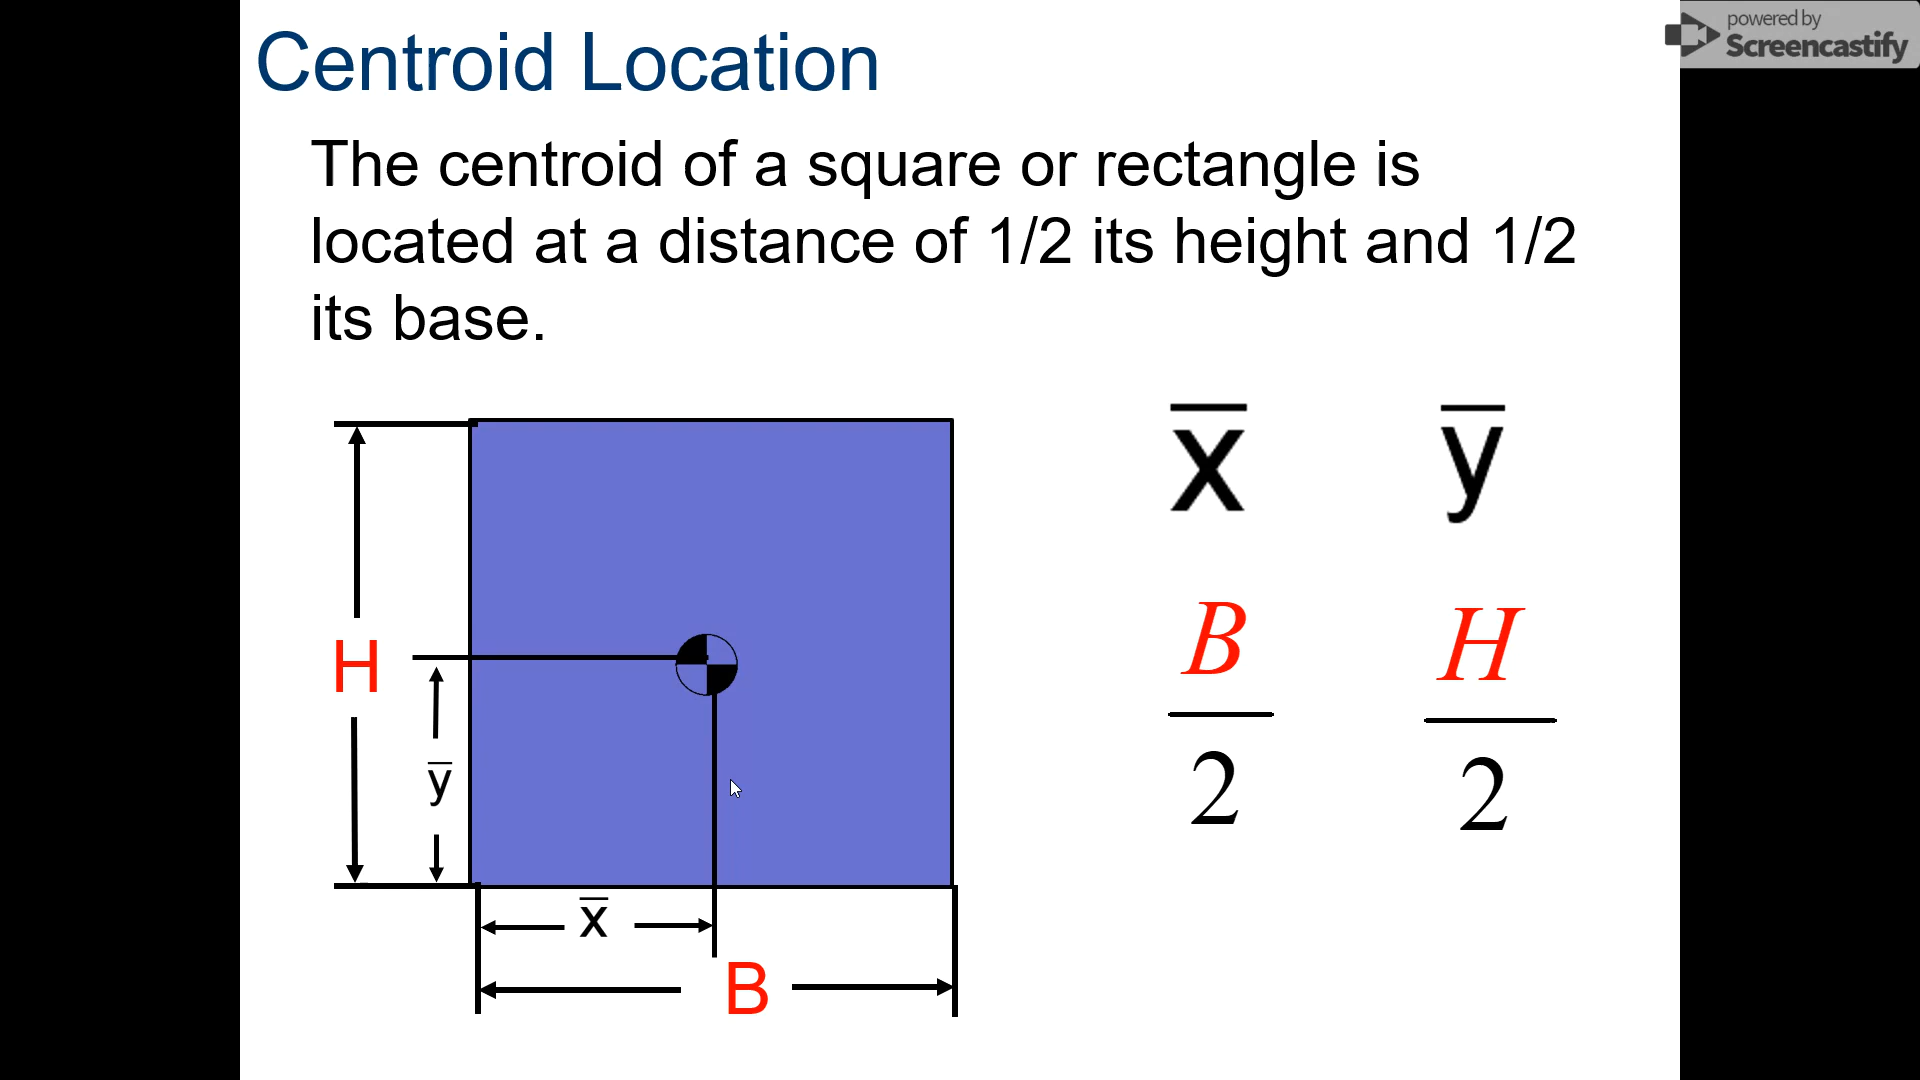 Centroid Location
powered by
Screencastify
The centroid of a square or rectangle is
located at a distance of 1/2 its height and 1/2
its base.
x̅ y̅
B H
2 2
H
y̅
x̅
B